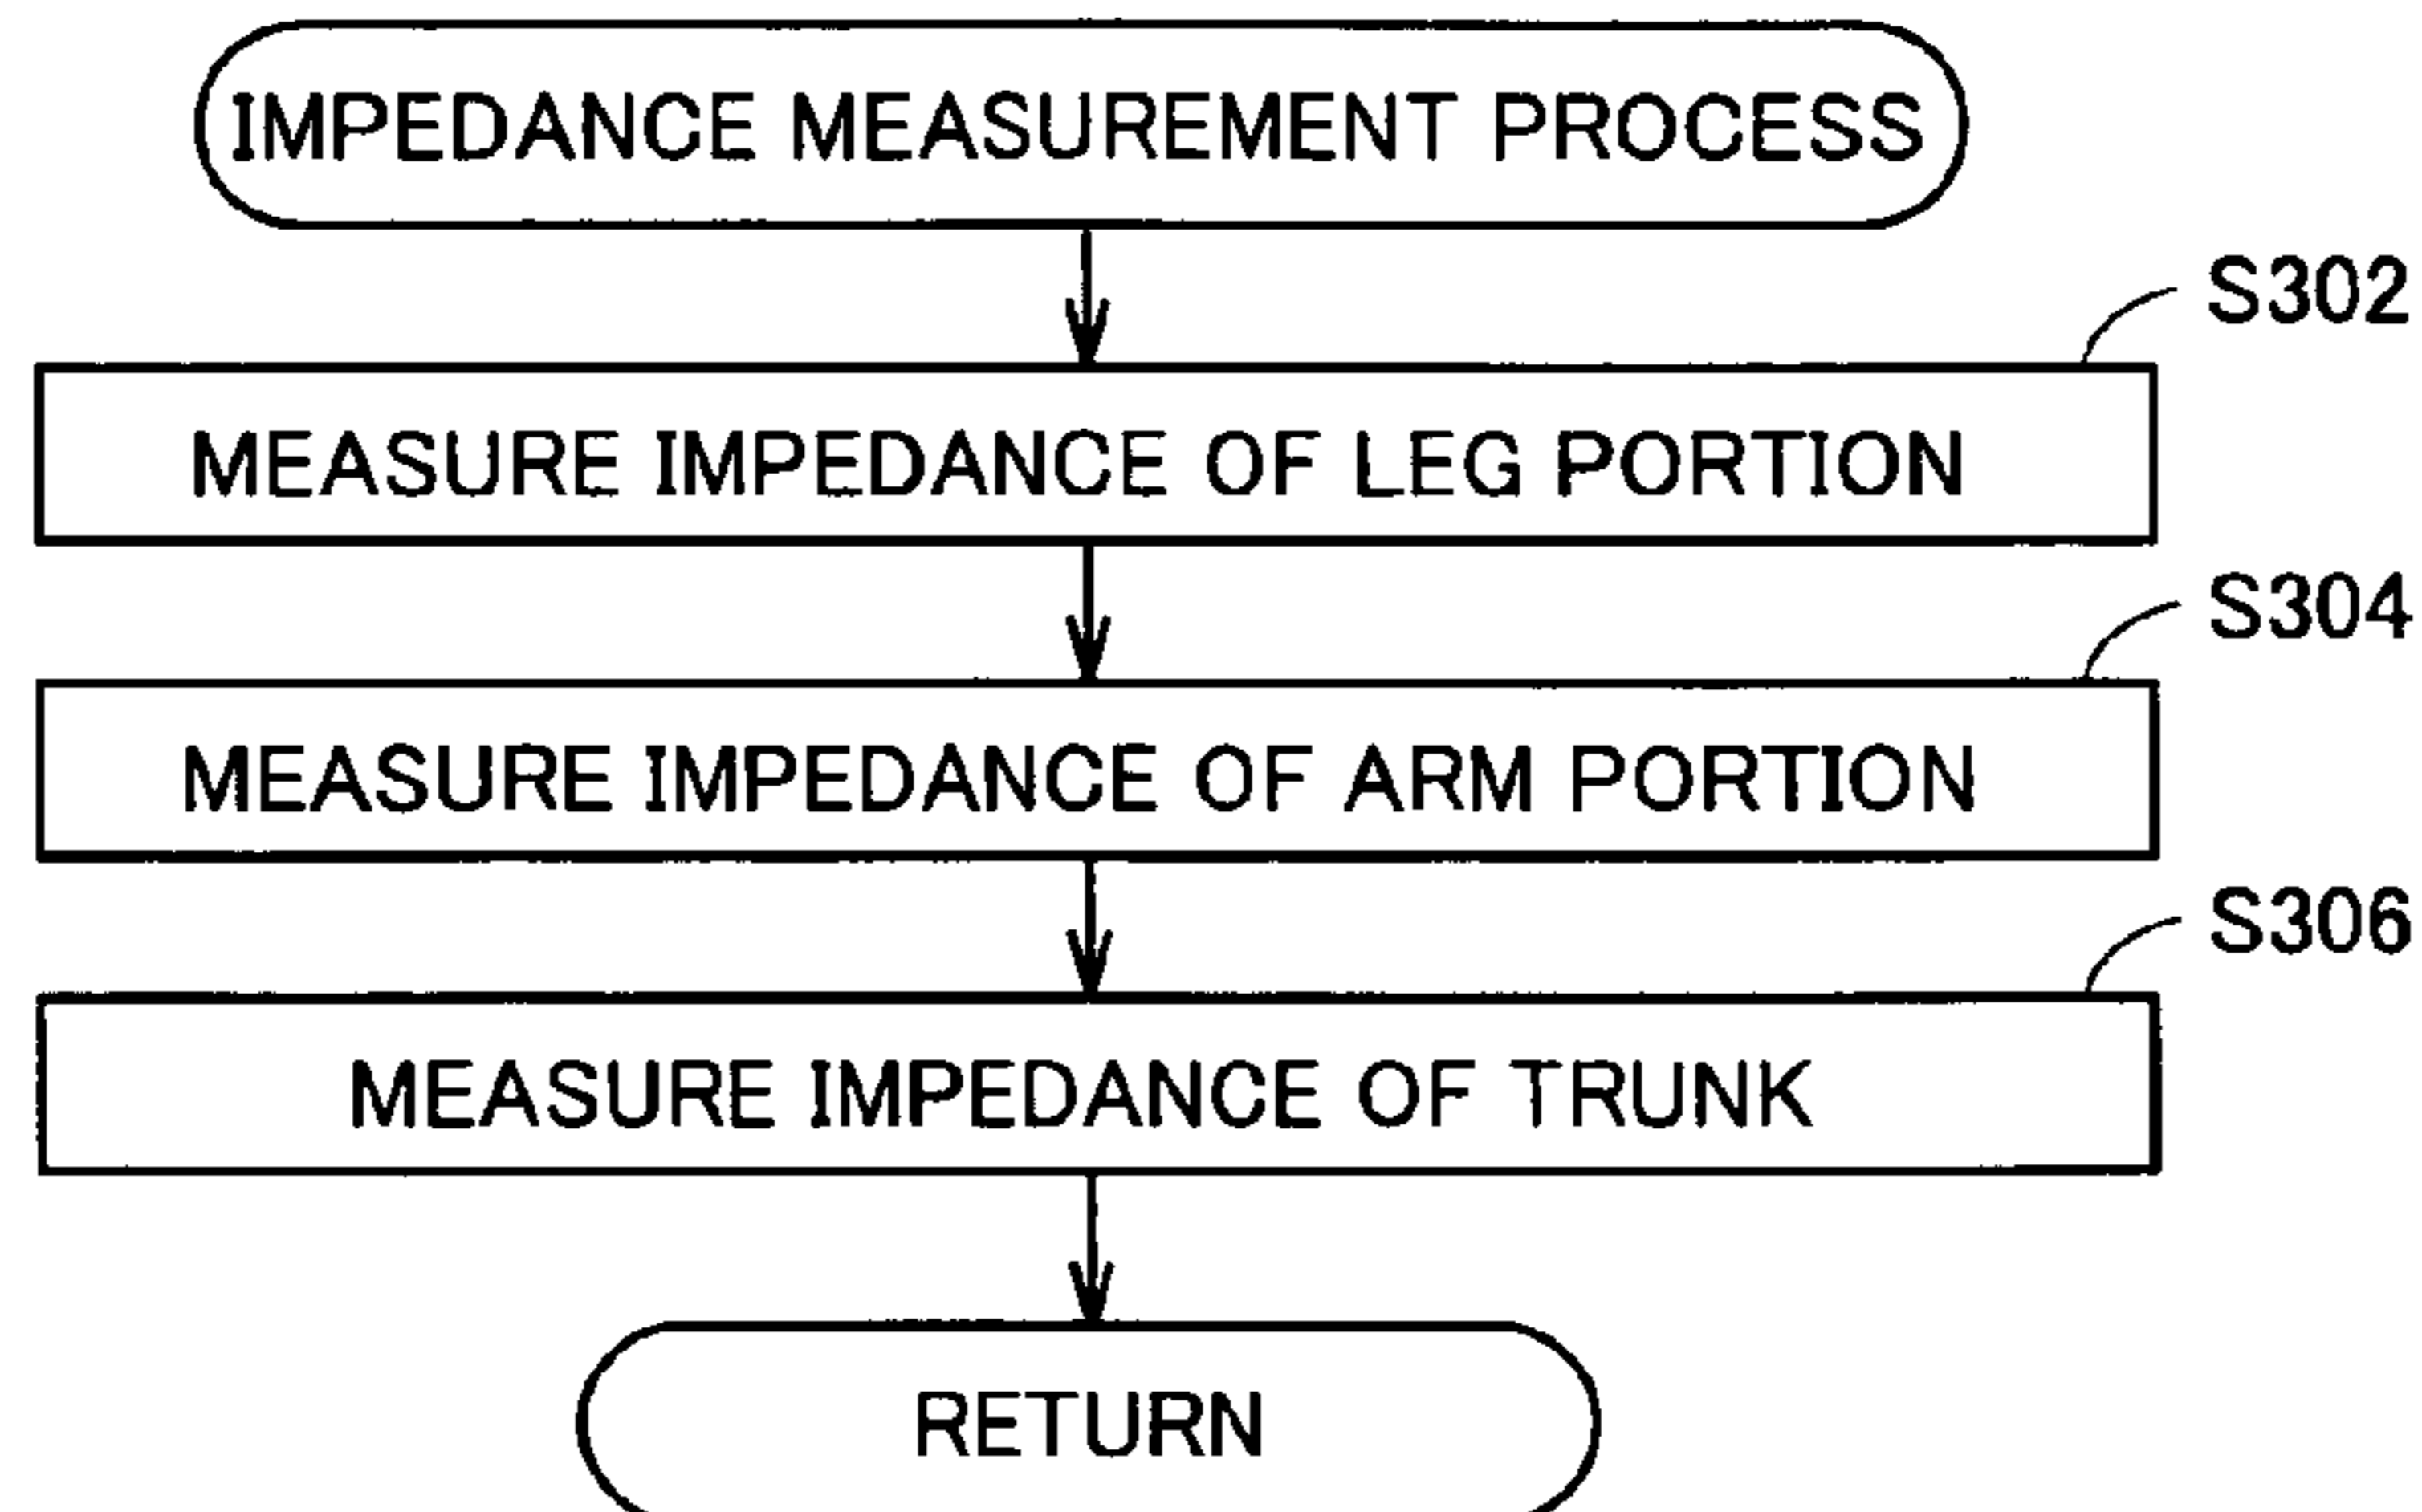 IMPEDANCE MEASUREMENT PROCESS
S302
MEASURE IMPEDANCE OF LEG PORTION
S304
MEASURE IMPEDANCE OF ARM PORTION
S306
MEASURE IMPEDANCE OF TRUNK
RETURN